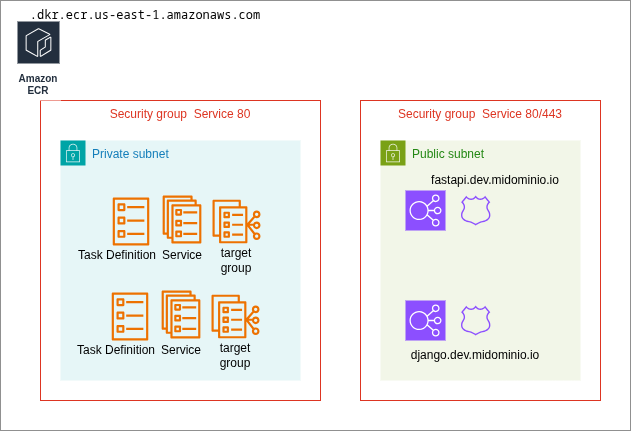 .dkr.ecr.us-east-1.amazonaws.com
Amazon
ECR
Security group  Service 80
Security group  Service 80/443
Private subnet
Public subnet
fastapi.dev.midominio.io
Task Definition
Service
target
group
Task Definition
Service
target
group
django.dev.midominio.io